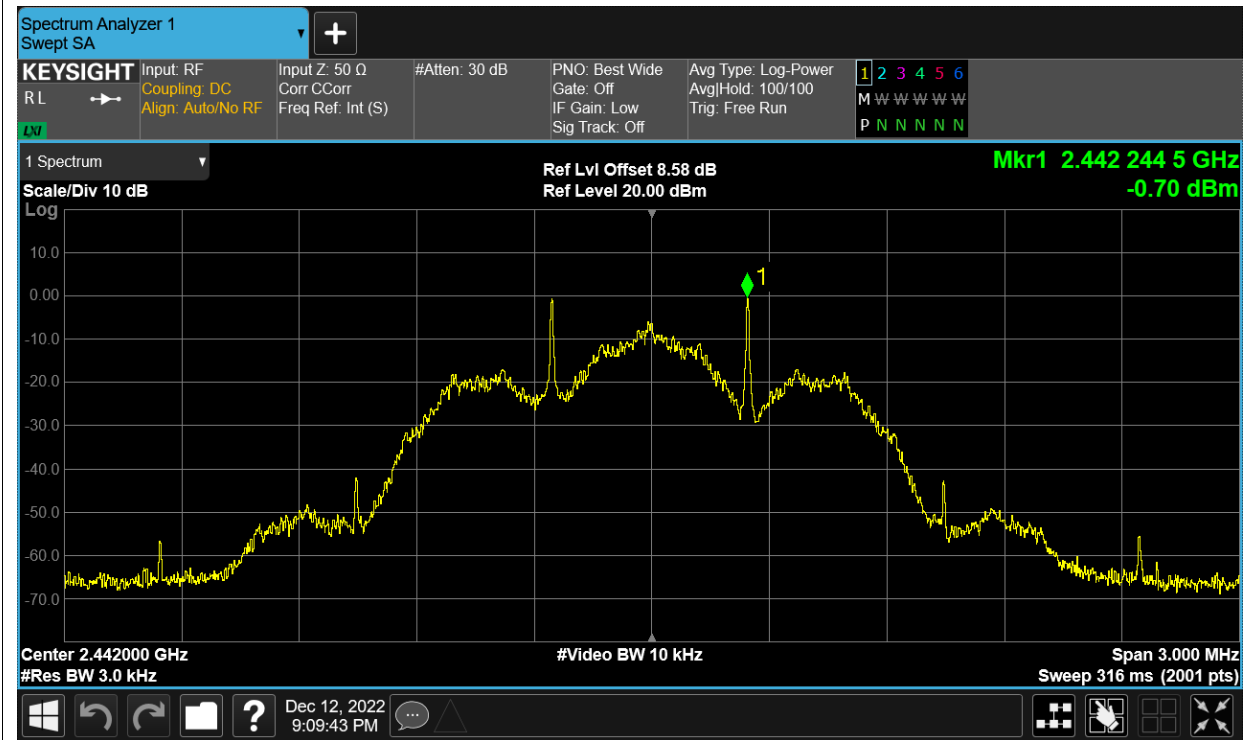 Spectrum Analyzer 1
Swept SA
▼
+
KEYSIGHT
R L
LXI
Input: RF
Coupling: DC
Align: Auto/No RF
Input Z: 50 Ω
Corr CCorr
Freq Ref: Int (S)
#Atten: 30 dB
PNO: Best Wide
Gate: Off
IF Gain: Low
Sig Track: Off
Avg Type: Log-Power
Avg|Hold: 100/100
Trig: Free Run
1 2 3 4 5 6
M W W W W W
P N N N N N
1 Spectrum
▼
Scale/Div 10 dB
Log
Ref Lvl Offset 8.58 dB
Ref Level 20.00 dBm
Mkr1 2.442 244 5 GHz
-0.70 dBm
1
10.0
0.00
-10.0
-20.0
-30.0
-40.0
-50.0
-60.0
-70.0
Center 2.442000 GHz
#Res BW 3.0 kHz
#Video BW 10 kHz
Span 3.000 MHz
Sweep 316 ms (2001 pts)
?
Dec 12, 2022
9:09:43 PM